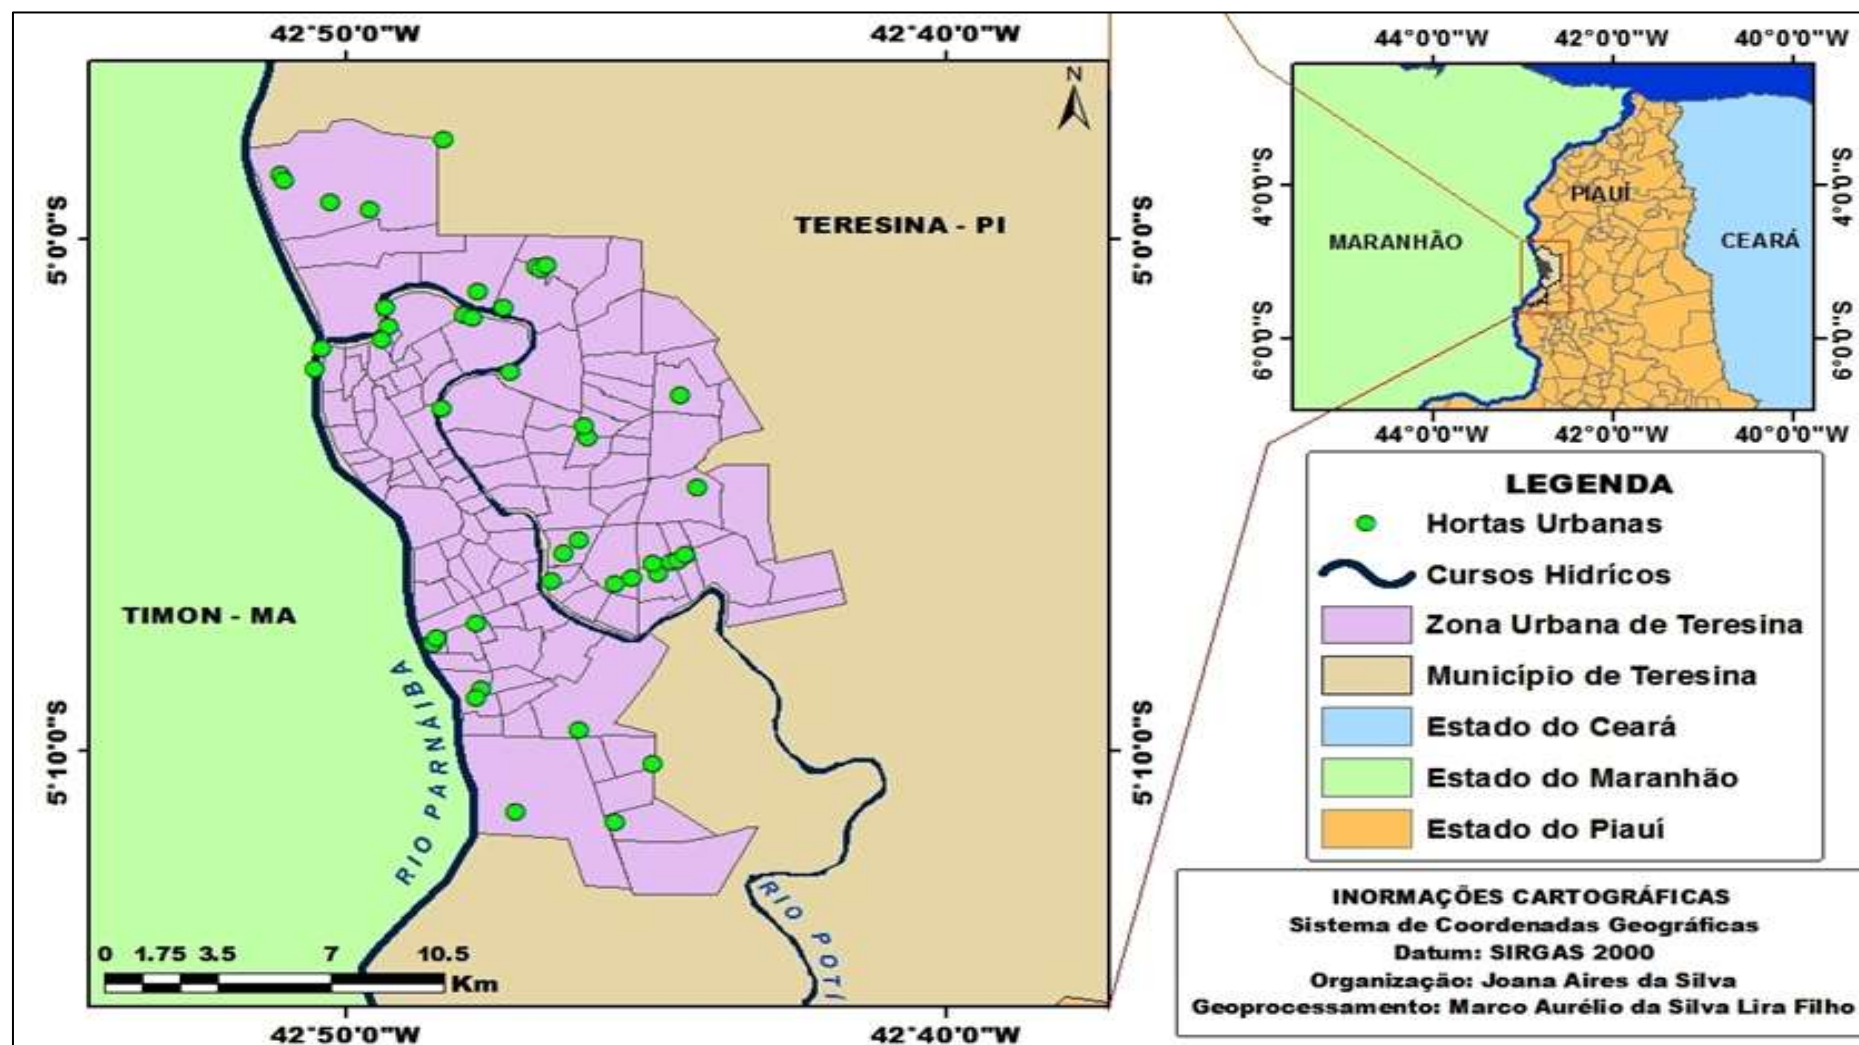 42°50'0"W
42°40'0"W
N
5°0'0"S
5°0'0"S
TERESINA - PI
TIMON - MA
RIO PARNÁIBA
5°10'0"S
5°10'0"S
RIO POTI
0 1.75 3.5 7 10.5
Km
42°50'0"W
42°40'0"W
44°0'0"W
42°0'0"W
40°0'0"W
4°0'0"S
4°0'0"S
PIAUÍ
MARANHÃO
CEARÁ
6°0'0"S
6°0'0"S
44°0'0"W
42°0'0"W
40°0'0"W
LEGENDA
Hortas Urbanas
Cursos Hidrícos
Zona Urbana de Teresina
Município de Teresina
Estado do Ceará
Estado do Maranhão
Estado do Piauí
INORMAÇÕES CARTOGRÁFICAS
Sistema de Coordenadas Geográficas
Datum: SIRGAS 2000
Organização: Joana Aires da Silva
Geoprocessamento: Marco Aurélio da Silva Lira Filho